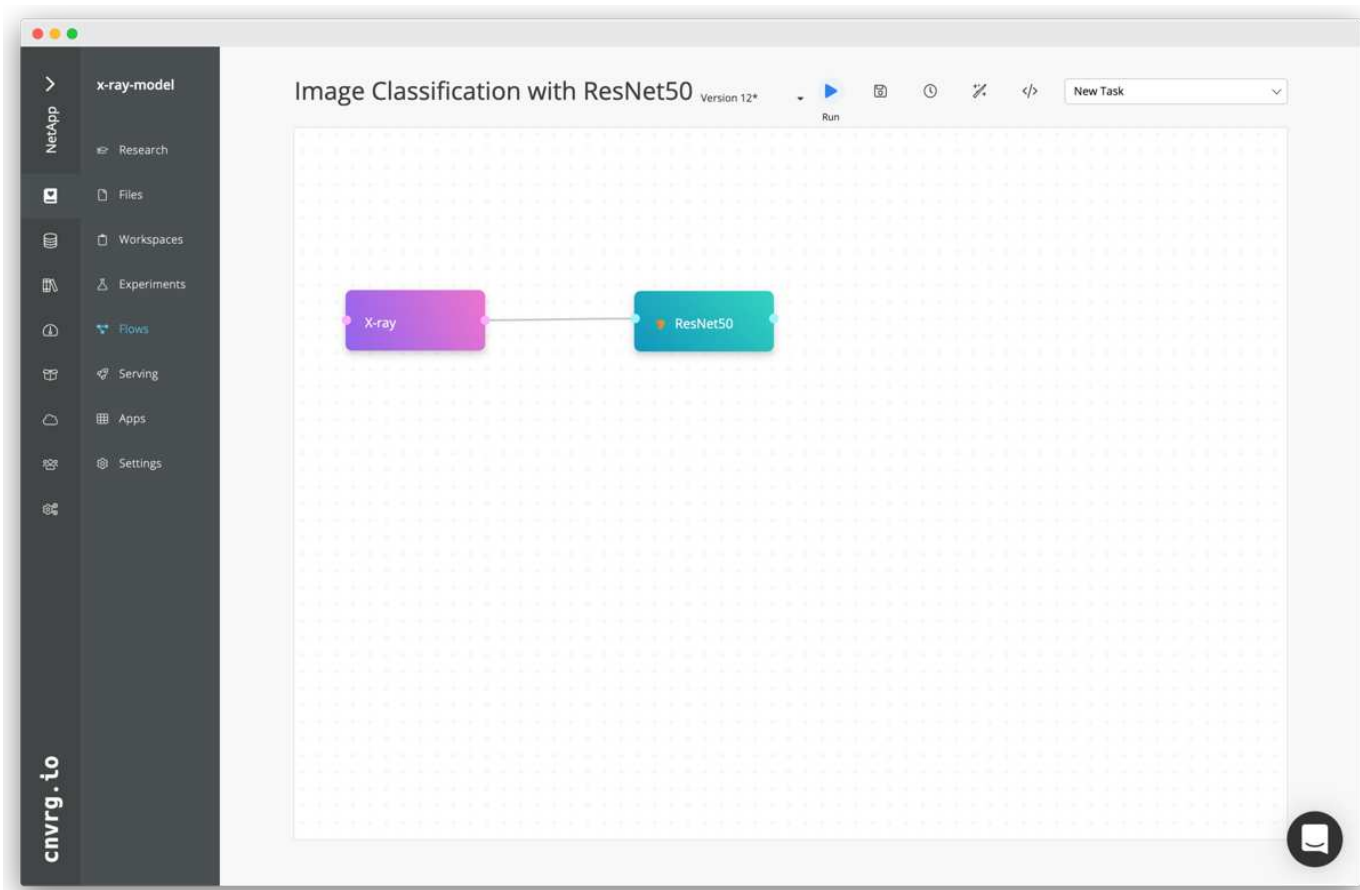 NetApp
cnvrg.io
x-ray-model
Research
Files
Workspaces
Experiments
Flows
Serving
Apps
Settings
Image Classification with ResNet50 Version 12*
Run
</>
New Task
X-ray
ResNet50